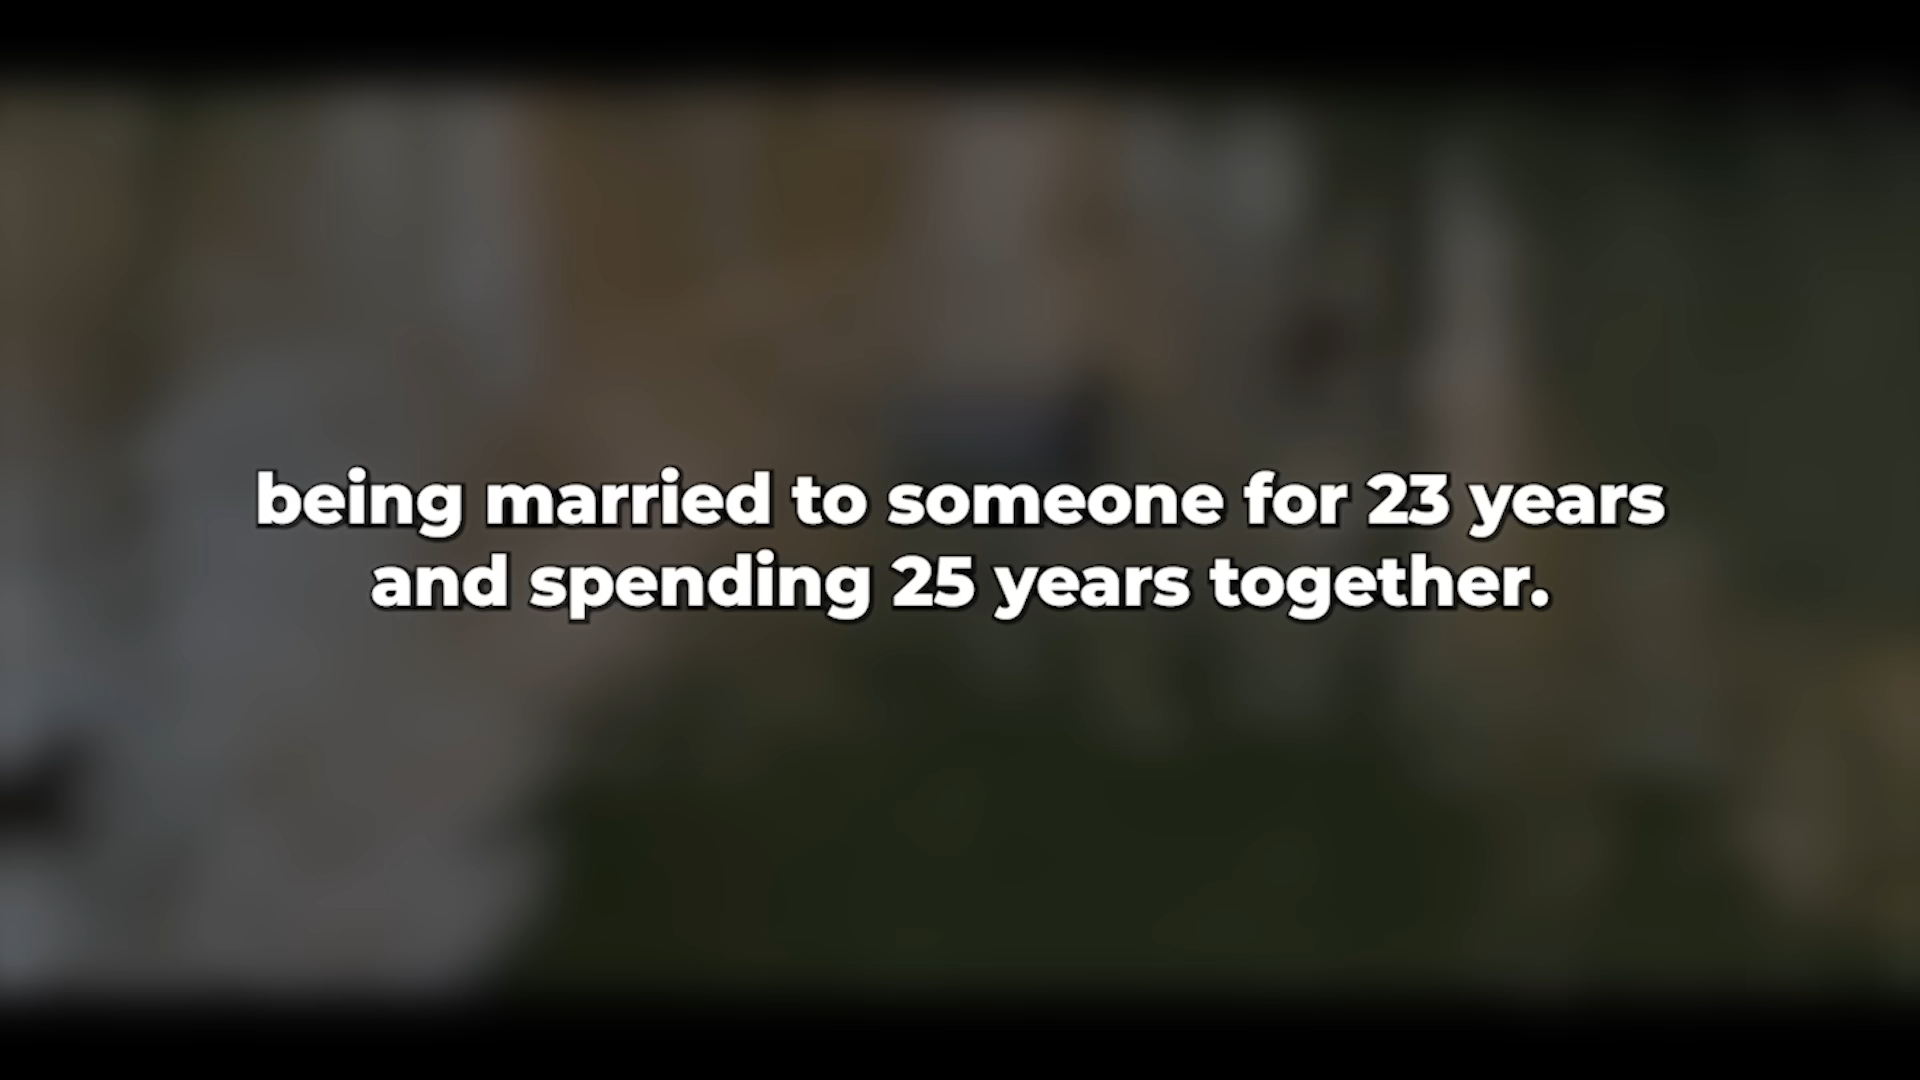 being married to someone for 23 years
and spending 25 years together.